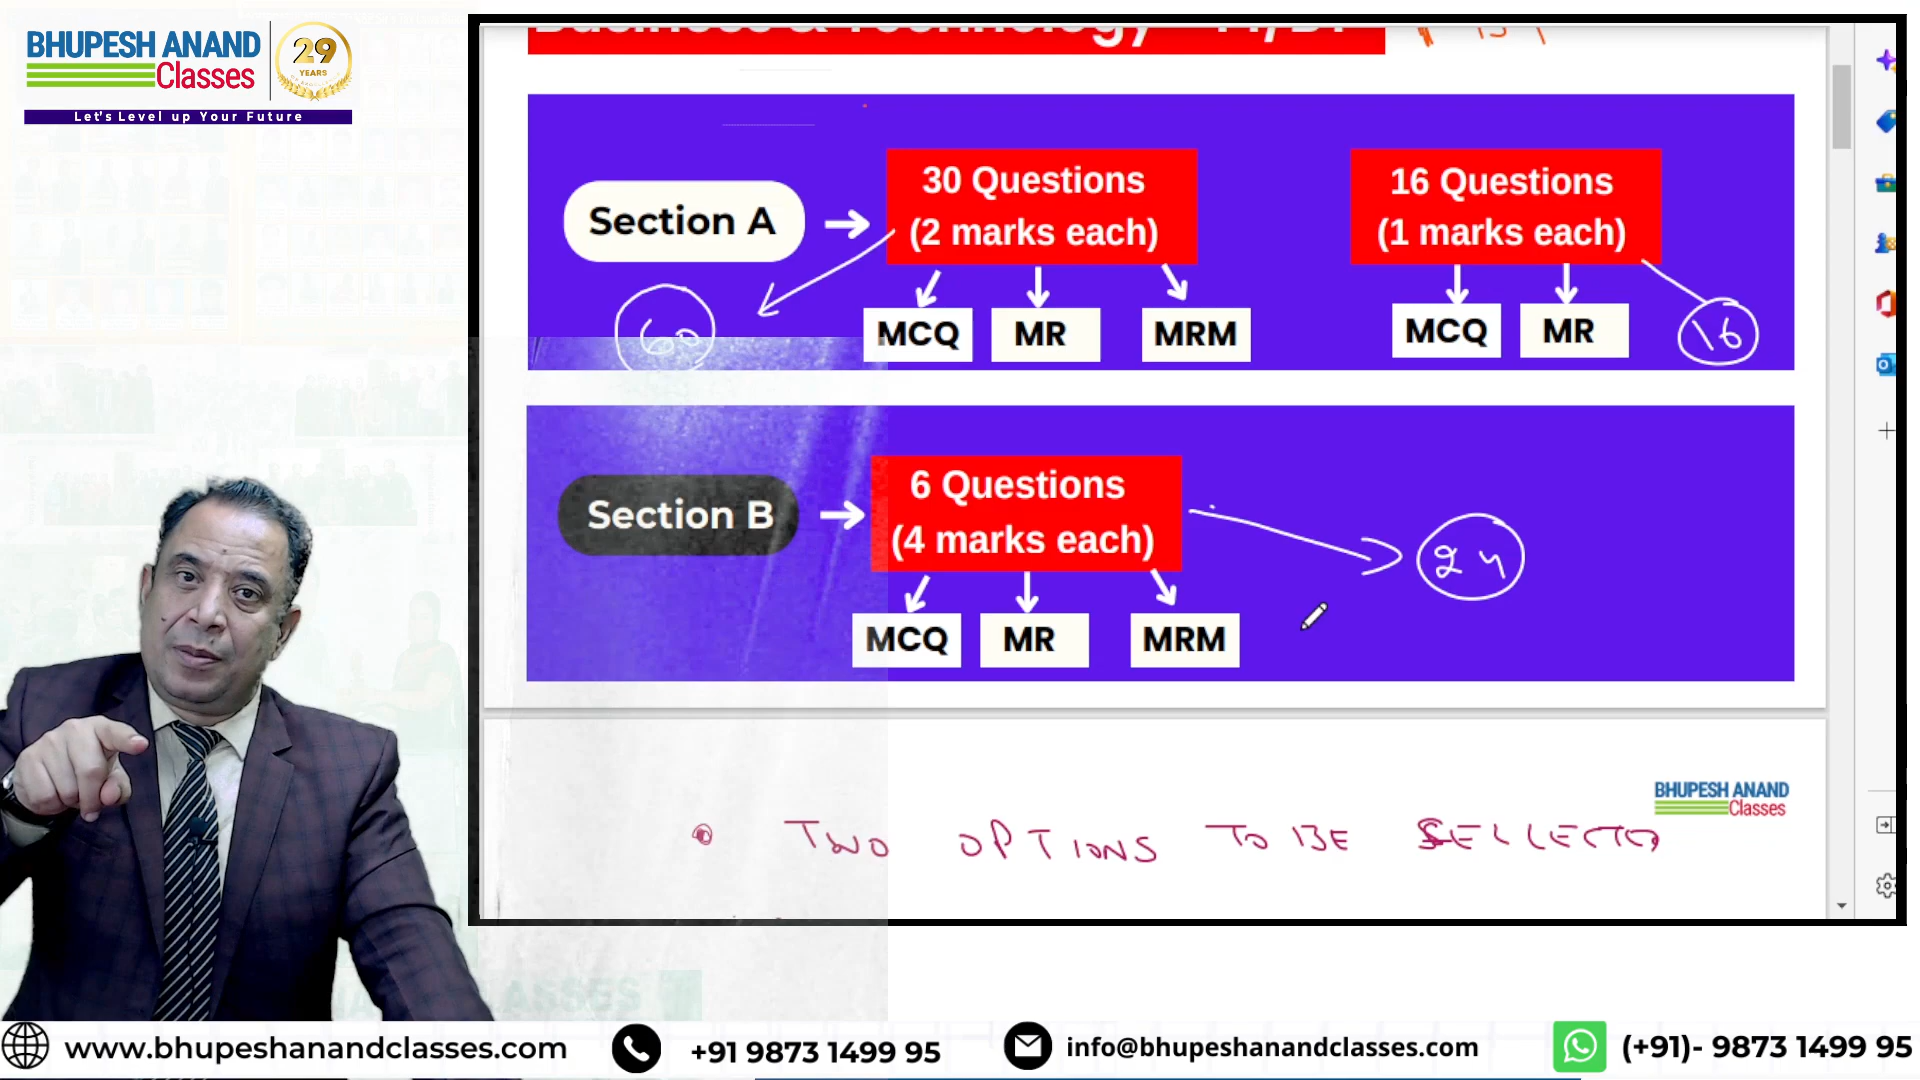 BHUPESH ANAND
Classes
29
YEARS
Let's Level up Your Future
Business & Technology
Section A
30 Questions
(2 marks each)
16 Questions
(1 marks each)
60
MCQ MR MRM
MCQ MR
16
Section B
6 Questions
(4 marks each)
24
MCQ MR MRM
BHUPESH ANAND
Classes
TWO OPTIONS TO BE SELLECTED
www.bhupeshanandclasses.com
+91 9873 1499 95
info@bhupeshanandclasses.com
(+91)- 9873 1499 95